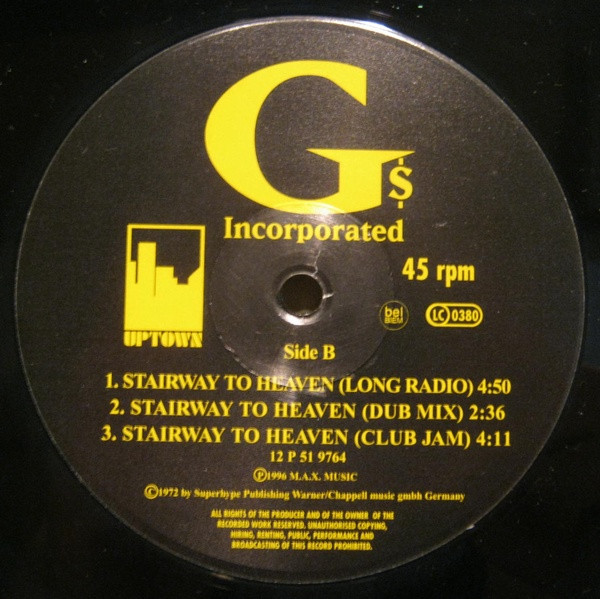 G$
Incorporated
45 rpm
UPTOWN
bel
BIEM
LC 0380
Side B
1. STAIRWAY TO HEAVEN (LONG RADIO) 4:50
2. STAIRWAY TO HEAVEN (DUB MIX) 2:36
3. STAIRWAY TO HEAVEN (CLUB JAM) 4:11
12 P 51 9764
Ⓟ1996 M.A.X. MUSIC
©1972 by Superhype Publishing Warner/Chappell music gmbh Germany
ALL RIGHTS OF THE PRODUCER AND OF THE OWNER OF THE
RECORDED WORK RESERVED. UNAUTHORISED COPYING,
HIRING, RENTING, PUBLIC, PERFORMANCE AND
BROADCASTING OF THIS RECORD PROHIBITED.